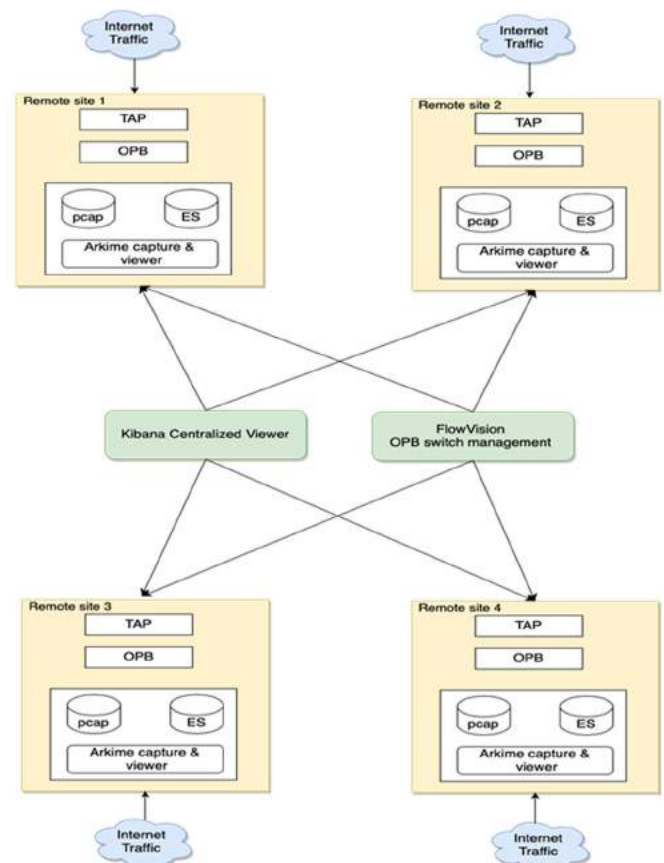 Internet
Traffic
Internet
Traffic
Remote site 1
TAP
OPB
pcap
ES
Arkime capture &
viewer
Remote site 2
TAP
OPB
pcap
ES
Arkime capture &
viewer
Kibana Centralized Viewer
FlowVision
OPB switch management
Remote site 3
TAP
OPB
pcap
ES
Arkime capture &
viewer
Remote site 4
TAP
OPB
pcap
ES
Arkime capture &
viewer
Internet
Traffic
Internet
Traffic